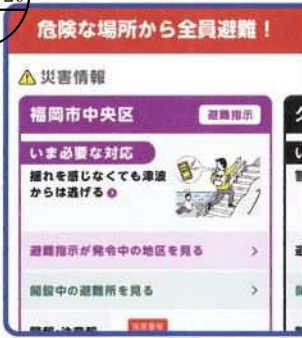 20
危険な場所から全員避難！
災害情報
福岡市中央区
避難指示
いま必要な対応
揺れを感じなくても津波
からは逃げる
避難指示が発令中の地区を見る
開設中の避難所を見る